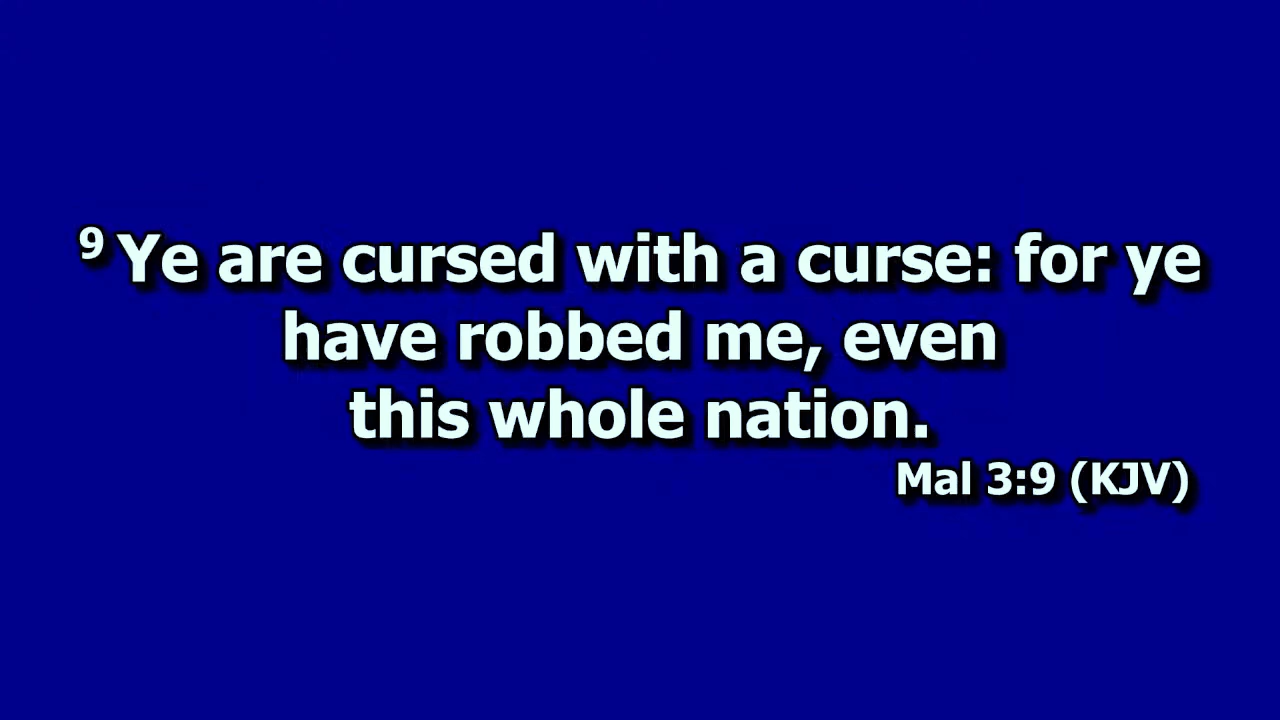 9 Ye are cursed with a curse: for ye
have robbed me, even
this whole nation.
Mal 3:9 (KJV)